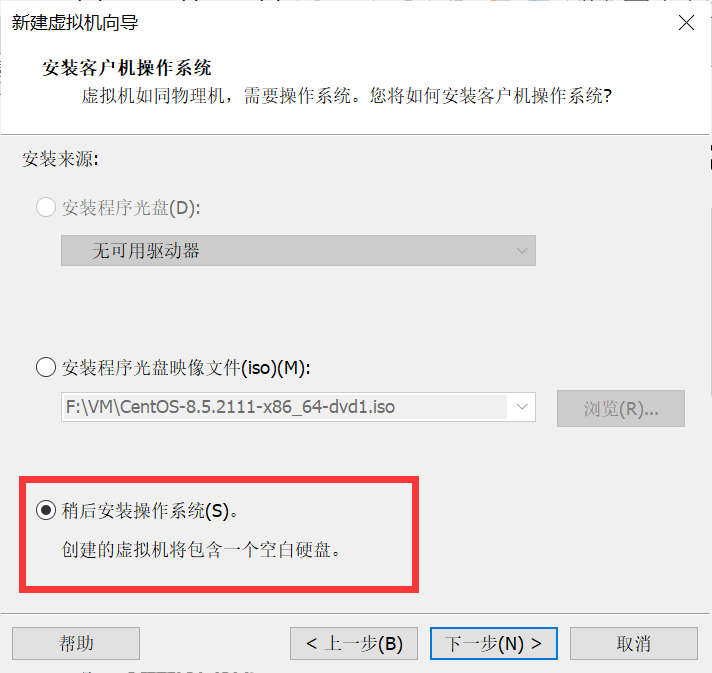 新建虚拟机向导
安装客户机操作系统
虚拟机如同物理机，需要操作系统。您将如何安装客户机操作系统?
安装来源:
安装程序光盘(D):
无可用驱动器
安装程序光盘映像文件(iso)(M):
F:\VM\CentOS-8.5.2111-x86_64-dvd1.iso
浏览(R)...
稍后安装操作系统(S)。
创建的虚拟机将包含一个空白硬盘。
帮助
< 上一步(B)
下一步(N) >
取消